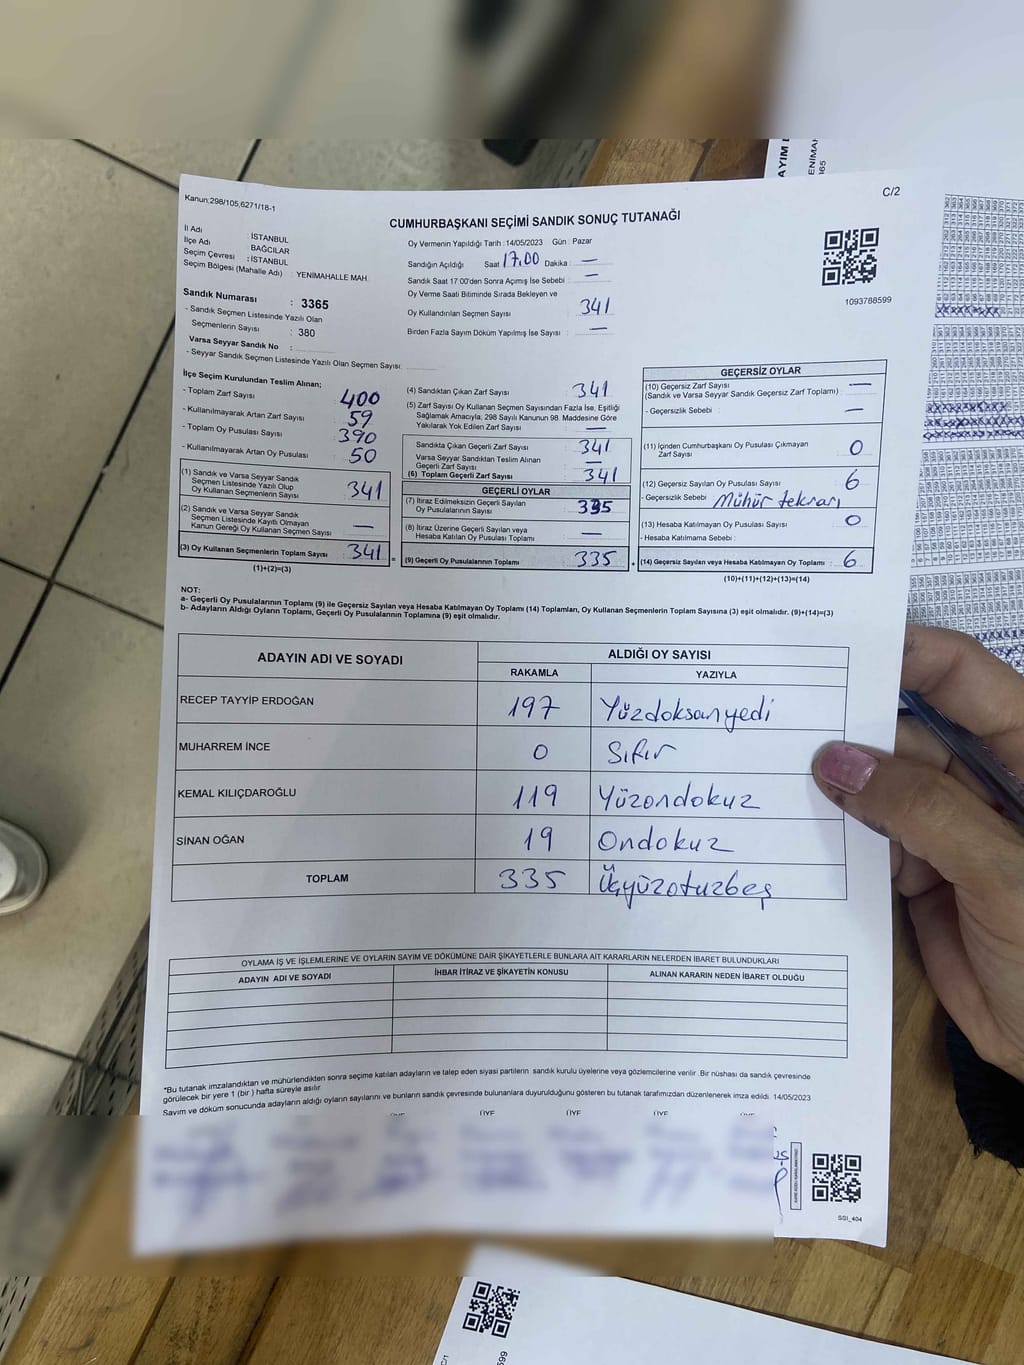 C/2
Kanun:298/105,6271/18-1
CUMHURBAŞKANI SEÇİMİ SANDIK SONUÇ TUTANAĞI
İl Adı : İSTANBUL
İlçe Adı : BAĞCILAR
Seçim Çevresi : İSTANBUL
Seçim Bölgesi (Mahalle Adı) : YENİMAHALLE MAH.
Sandık Numarası : 3365
- Sandık Seçmen Listesinde Yazılı Olan
Seçmenlerin Sayısı : 380
Varsa Seyyar Sandık No :
- Seyyar Sandık Seçmen Listesinde Yazılı Olan Seçmen Sayısı:
Oy Vermenin Yapıldığı Tarih : 14/05/2023 Gün : Pazar
Sandığın Açıldığı Saat 17.00 Dakika : —
Sandık Saat 17:00'den Sonra Açımış İse Sebebi : —
Oy Verme Saati Bitiminde Sırada Bekleyen ve
Oy Kullandırılan Seçmen Sayısı : 341
Birden Fazla Sayım Döküm Yapılmış İse Sayısı : —
1093788599
İlçe Seçim Kurulundan Teslim Alınan;
- Toplam Zarf Sayısı 400
- Kullanılmayarak Artan Zarf Sayısı 59
- Toplam Oy Pusulası Sayısı 390
- Kullanılmayarak Artan Oy Pusulası 50
(1) Sandık ve Varsa Seyyar Sandık
Seçmen Listesinde Yazılı Olup
Oy Kullanan Seçmenlerin Sayısı 341
(2) Sandık ve Varsa Seyyar Sandık
Seçmen Listesinde Kayıtlı Olmayan
Kanun Gereği Oy Kullanan Seçmen Sayısı —
(3) Oy Kullanan Seçmenlerin Toplam Sayısı 341 =
(1)+(2)=(3)
(4) Sandıktan Çıkan Zarf Sayısı : 341
(5) Zarf Sayısı Oy Kullanan Seçmen Sayısından Fazla İse, Eşitliği
Sağlamak Amacıyla, 298 Sayılı Kanunun 98. Maddesine Göre
Yakılarak Yok Edilen Zarf Sayısı : —
Sandıkta Çıkan Geçerli Zarf Sayısı : 341
Varsa Seyyar Sandıktan Teslim Alınan
Geçerli Zarf Sayısı : —
(6) Toplam Geçerli Zarf Sayısı : 341
GEÇERLİ OYLAR
(7) İtiraz Edilmeksizin Geçerli Sayılan
Oy Pusulalarının Sayısı : 335
(8) İtiraz Üzerine Geçerli Sayılan veya
Hesaba Katılan Oy Pusulası Toplamı : —
(9) Geçerli Oy Pusulalarının Toplamı : 335 +
GEÇERSİZ OYLAR
(10) Geçersiz Zarf Sayısı : —
(Sandık ve Varsa Seyyar Sandık Geçersiz Zarf Toplamı)
- Geçersizlik Sebebi : —
(11) İçinden Cumhurbaşkanı Oy Pusulası Çıkmayan
Zarf Sayısı : 0
(12) Geçersiz Sayılan Oy Pusulası Sayısı : 6
- Geçersizlik Sebebi : Mühür tekrarı
(13) Hesaba Katılmayan Oy Pusulası Sayısı : 0
- Hesaba Katılmama Sebebi :
(14) Geçersiz Sayılan veya Hesaba Katılmayan Oy Toplamı : 6
(10)+(11)+(12)+(13)=(14)
NOT:
a- Geçerli Oy Pusulalarının Toplamı (9) ile Geçersiz Sayılan veya Hesaba Katılmayan Oy Toplamı (14) Toplamları, Oy Kullanan Seçmenlerin Toplam Sayısına (3) eşit olmalıdır. (9)+(14)=(3)
b- Adayların Aldığı Oyların Toplamı, Geçerli Oy Pusulalarının Toplamına (9) eşit olmalıdır.
ADAYIN ADI VE SOYADI ALDIĞI OY SAYISI
RAKAMLA YAZIYLA
RECEP TAYYİP ERDOĞAN 197 Yüzdoksanyedi
MUHARREM İNCE 0 Sıfır
KEMAL KILIÇDAROĞLU 119 Yüzondokuz
SİNAN OĞAN 19 Ondokuz
TOPLAM 335 Üçyüzotuzbeş
OYLAMA İŞ VE İŞLEMLERİNE VE OYLARIN SAYIM VE DÖKÜMÜNE DAİR ŞİKAYETLERLE BUNLARA AİT KARARLARIN NELERDEN İBARET BULUNDUKLARI
ADAYIN ADI VE SOYADI İHBAR İTİRAZ VE ŞİKAYETİN KONUSU ALINAN KARARIN NEDEN İBARET OLDUĞU
*Bu tutanak imzalandıktan ve mühürlendikten sonra seçime katılan adayların ve talep eden siyasi partilerin sandık kurulu üyelerine veya gözlemcilerine verilir. Bir nüshası da sandık çevresinde
görülecek bir yere 1 (bir) hafta süreyle asılır.
Sayım ve döküm sonucunda adayların aldığı oyların sayılarını ve bunların sandık çevresinde bulunanlara duyurulduğunu gösteren bu tutanak tarafımızdan düzenlenerek imza edildi. 14/05/2023
ÜYE ÜYE ÜYE
SSI_404
C/1